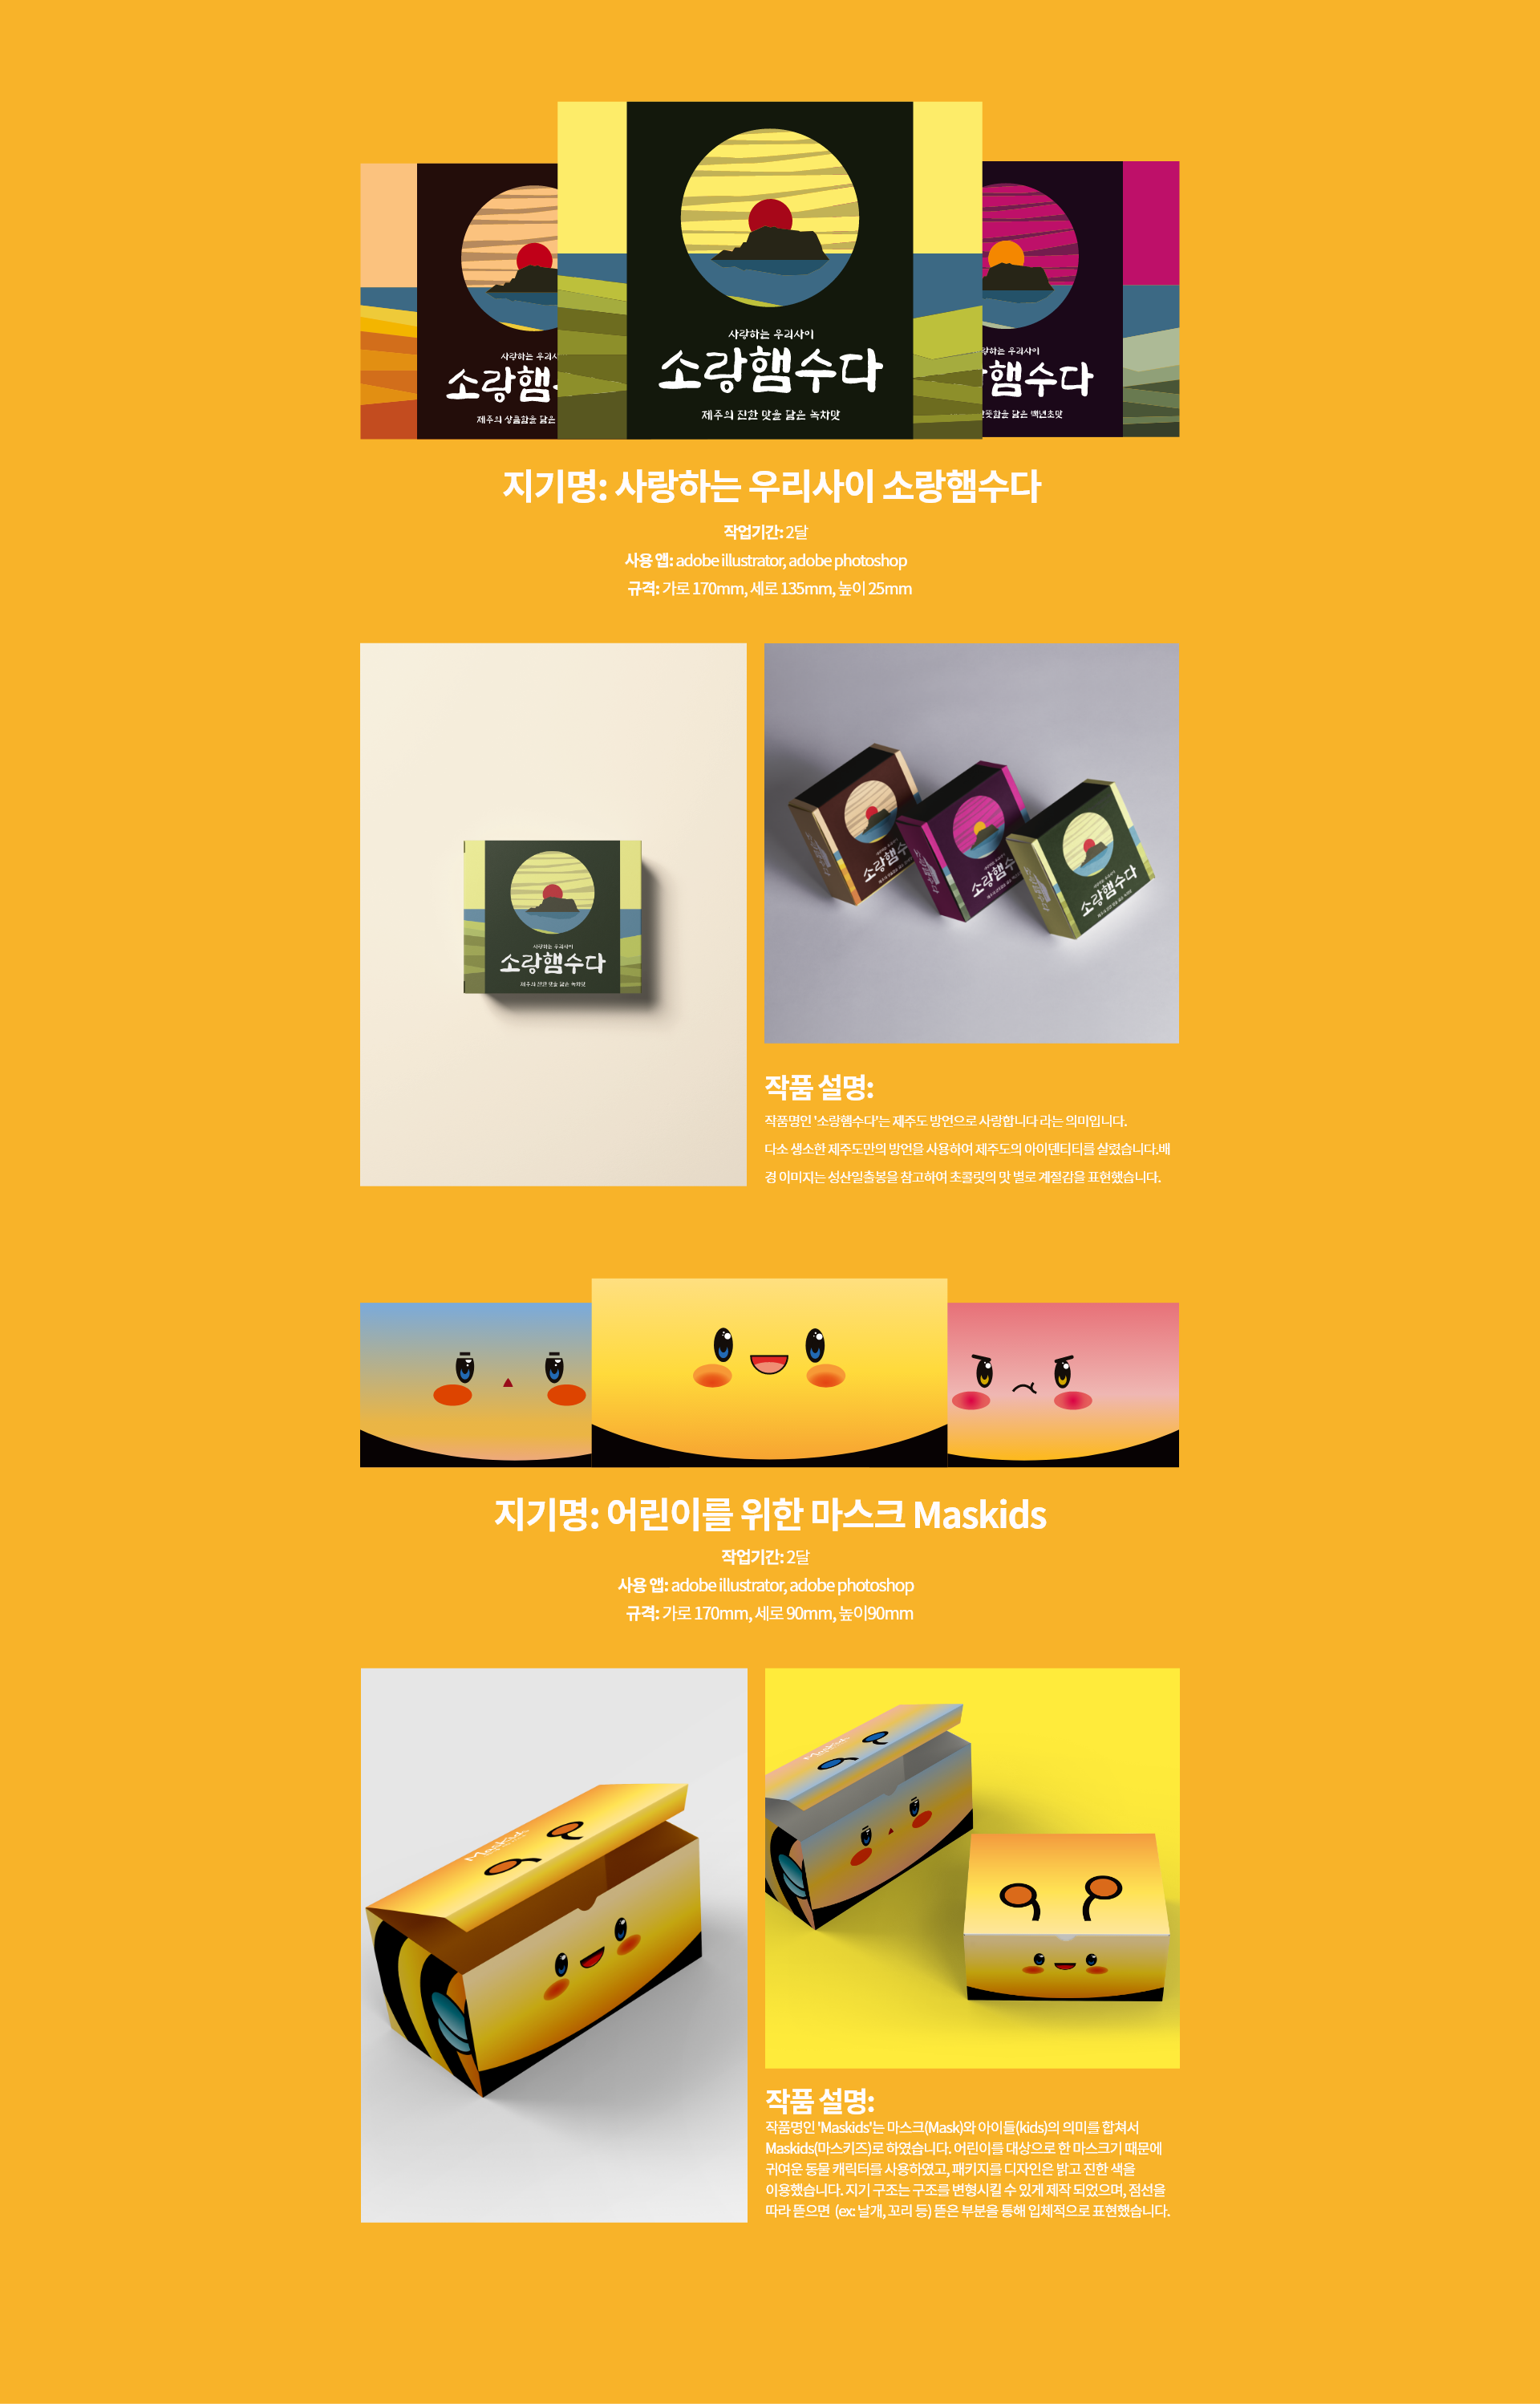 사랑하는 우리사
소랑햄
제주의 상큼함을 닮은
사랑하는 우리사이
소랑햄수다
제주의 진한 맛을 닮은 녹차맛
랑하는 우리사이
햄수다
닮은 백년초맛
지기명: 사랑하는 우리사이 소랑햄수다
작업기간: 2달
사용 앱: adobe illustrator, adobe photoshop
규격: 가로 170mm, 세로 135mm, 높이 25mm
사랑하는 우리사이
소랑햄수다
제주의 진한 맛을 닮은 녹차맛
소랑햄수
소랑햄수
소랑햄수다
작품 설명:
작품명인 '소랑햄수다'는 제주도 방언으로 사랑합니다 라는 의미입니다.
다소 생소한 제주도만의 방언을 사용하여 제주도의 아이덴티티를 살렸습니다.배
경 이미지는 성산일출봉을 참고하여 초콜릿의 맛 별로 계절감을 표현했습니다.
지기명: 어린이를 위한 마스크 Maskids
작업기간: 2달
사용 앱: adobe illustrator, adobe photoshop
규격: 가로 170mm, 세로 90mm, 높이90mm
Maskids
Maskids
작품 설명:
작품명인 'Maskids'는 마스크(Mask)와 아이들(kids)의 의미를 합쳐서
Maskids(마스키즈)로 하였습니다. 어린이를 대상으로 한 마스크기 때문에
귀여운 동물 캐릭터를 사용하였고, 패키지를 디자인은 밝고 진한 색을
이용했습니다. 지기 구조는 구조를 변형시킬 수 있게 제작 되었으며, 점선을
따라 뜯으면 (ex: 날개, 꼬리 등) 뜯은 부분을 통해 입체적으로 표현했습니다.